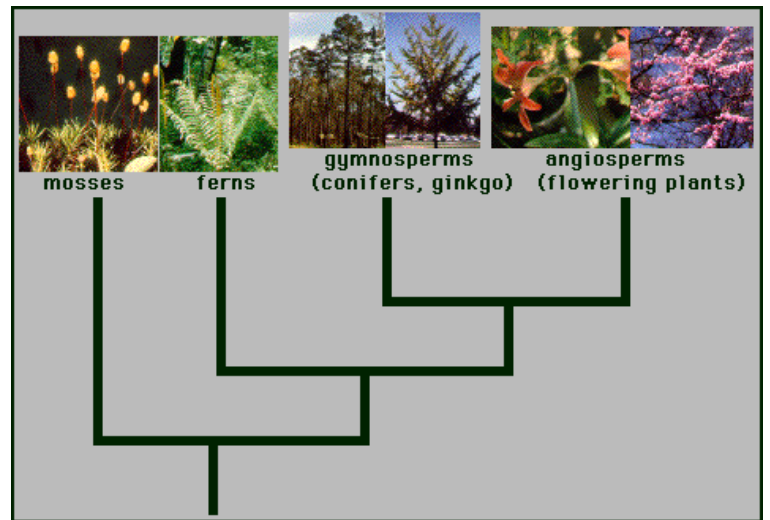 mosses
ferns
gymnosperms
(conifers, ginkgo)
angiosperms
(flowering plants)